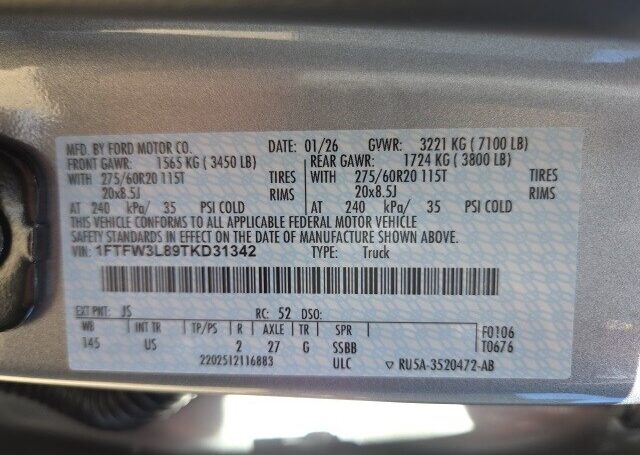 MFD. BY FORD MOTOR CO. DATE: 01/26 GVWR: 3221 KG ( 7100 LB)
FRONT GAWR: 1565 KG ( 3450 LB) REAR GAWR: 1724 KG ( 3800 LB)
WITH 275/60R20 115T TIRES WITH 275/60R20 115T TIRES
20x8.5J RIMS 20x8.5J RIMS
AT 240 kPa/ 35 PSI COLD AT 240 kPa/ 35 PSI COLD
THIS VEHICLE CONFORMS TO ALL APPLICABLE FEDERAL MOTOR VEHICLE
SAFETY STANDARDS IN EFFECT ON THE DATE OF MANUFACTURE SHOWN ABOVE.
VIN: 1FTFW3L89TKD31342 TYPE: Truck
EXT PNT: JS RC: 52 DSO:
WB INT TR TP/PS R AXLE TR SPR F0106
145 US 2 27 G SSBB T0676
2202512116883 ULC ▽ RU5A-3520472-AB